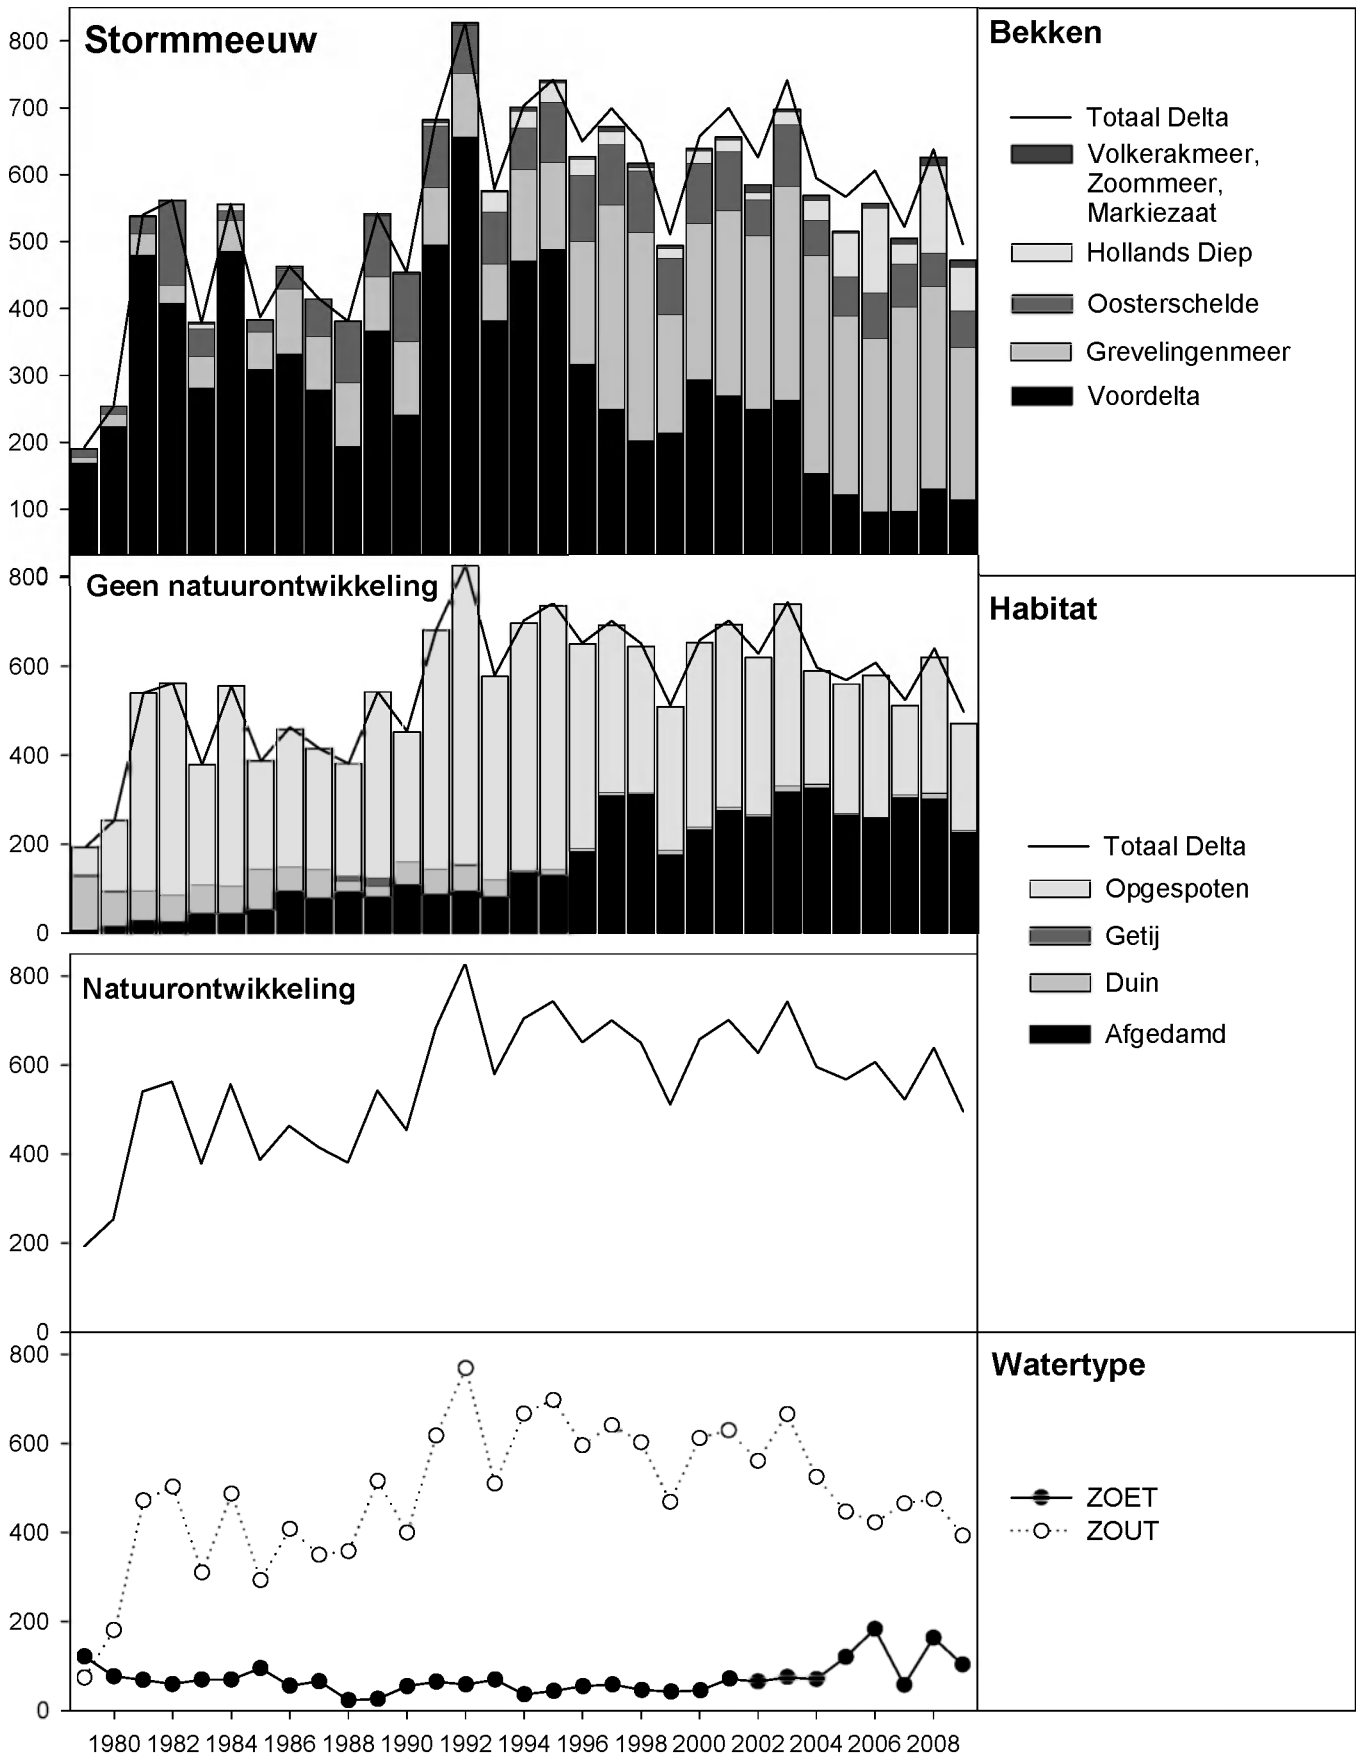 Stormmeeuw
800
700
600
500
400
300
200
100
Bekken
Totaal Delta
Volkerakmeer,
Zoommeer,
Markiezaat
Hollands Diep
Oosterschelde
Grevelingenmeer
Voordelta
Geen natuurontwikkeling
800
600
400
200
0
Habitat
Totaal Delta
Opgespoten
Getij
Duin
Afgedamd
Natuurontwikkeling
800
600
400
200
0
Watertype
800
600
400
200
0
ZOET
ZOUT
1980 1982 1984 1986 1988 1990 1992 1994 1996 1998 2000 2002 2004 2006 2008